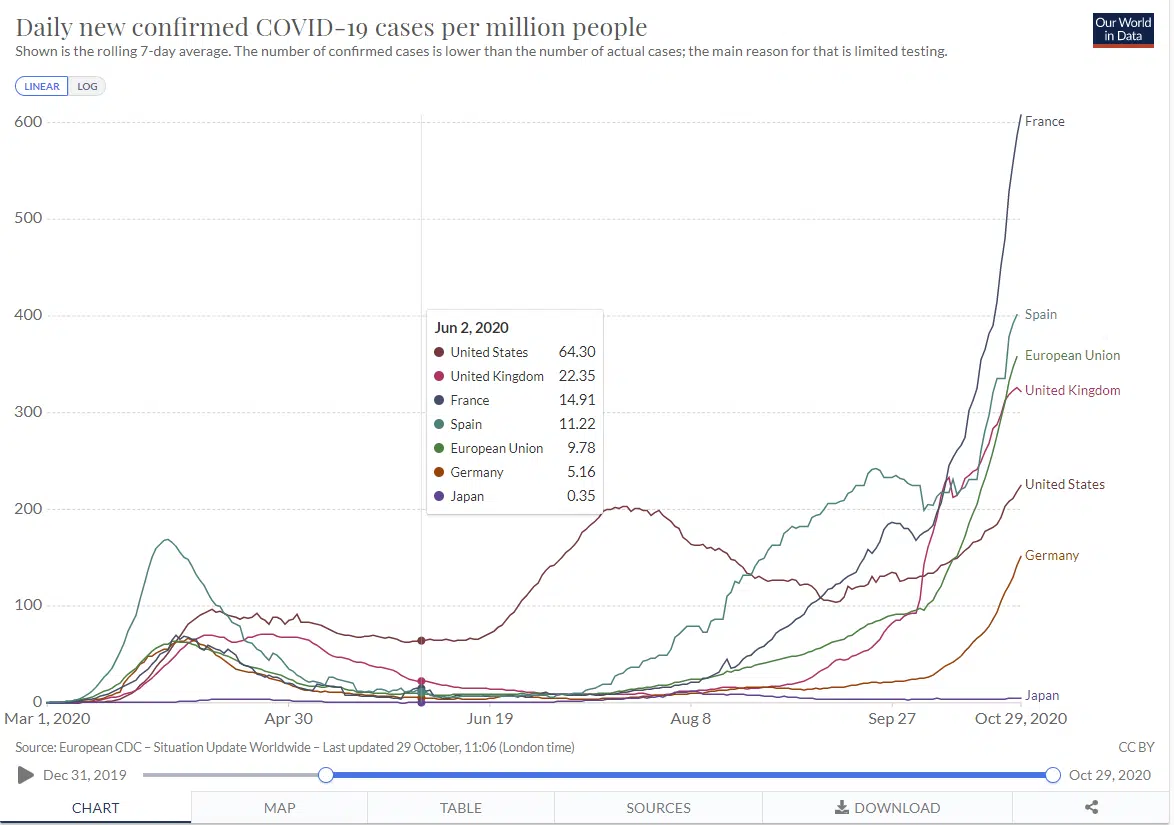 Daily new confirmed COVID-19 cases per million people
Shown is the rolling 7-day average. The number of confirmed cases is lower than the number of actual cases; the main reason for that is limited testing.
Our World
in Data
LINEAR LOG
600
500
400
300
200
100
0
France
Spain
European Union
United Kingdom
United States
Germany
Japan
Jun 2, 2020
United States 64.30
United Kingdom 22.35
France 14.91
Spain 11.22
European Union 9.78
Germany 5.16
Japan 0.35
Mar 1, 2020 Apr 30 Jun 19 Aug 8 Sep 27 Oct 29, 2020
Source: European CDC – Situation Update Worldwide – Last updated 29 October, 11:06 (London time) CC BY
Dec 31, 2019 Oct 29, 2020
CHART MAP TABLE SOURCES DOWNLOAD